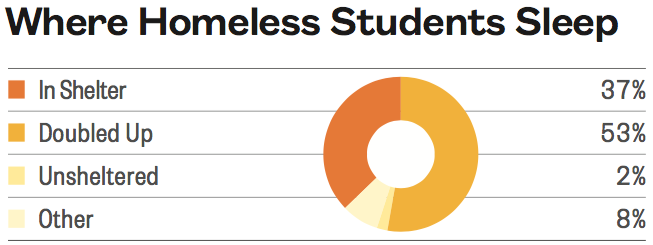 Where Homeless Students Sleep
In Shelter 37%
Doubled Up 53%
Unsheltered 2%
Other 8%